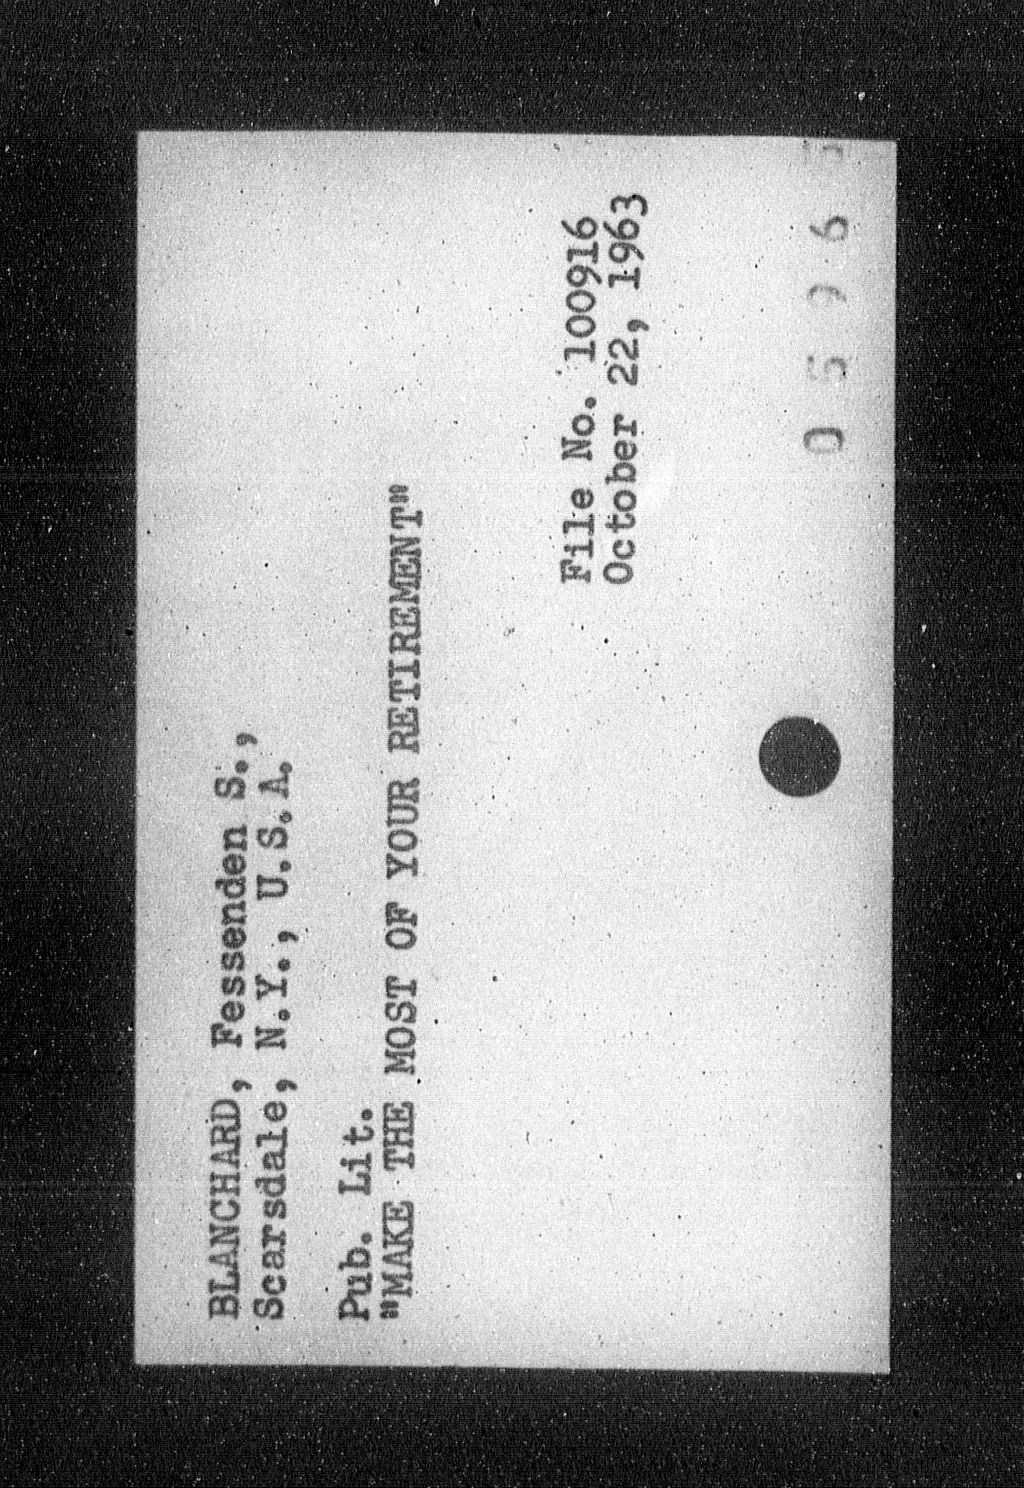 BLANCHARD, Fessenden S.,
Scarsdale, N.Y., U.S.A.
Pub. Lit.
"MAKE THE MOST OF YOUR RETIREMENT"
File No. 100916
October 22, 1963